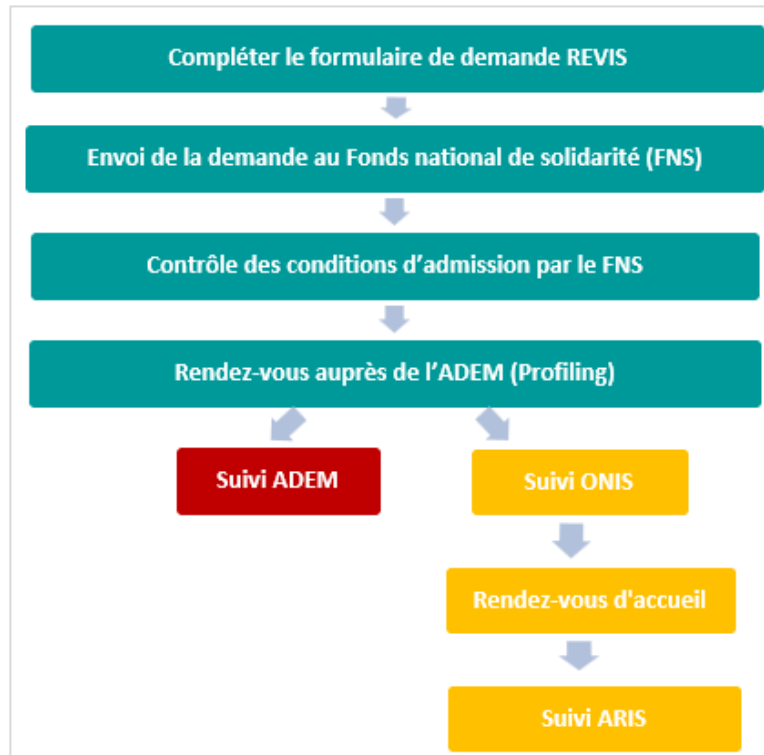 Compléter le formulaire de demande REVIS
Envoi de la demande au Fonds national de solidarité (FNS)
Contrôle des conditions d’admission par le FNS
Rendez-vous auprès de l’ADEM (Profiling)
Suivi ADEM
Suivi ONIS
Rendez-vous d'accueil
Suivi ARIS